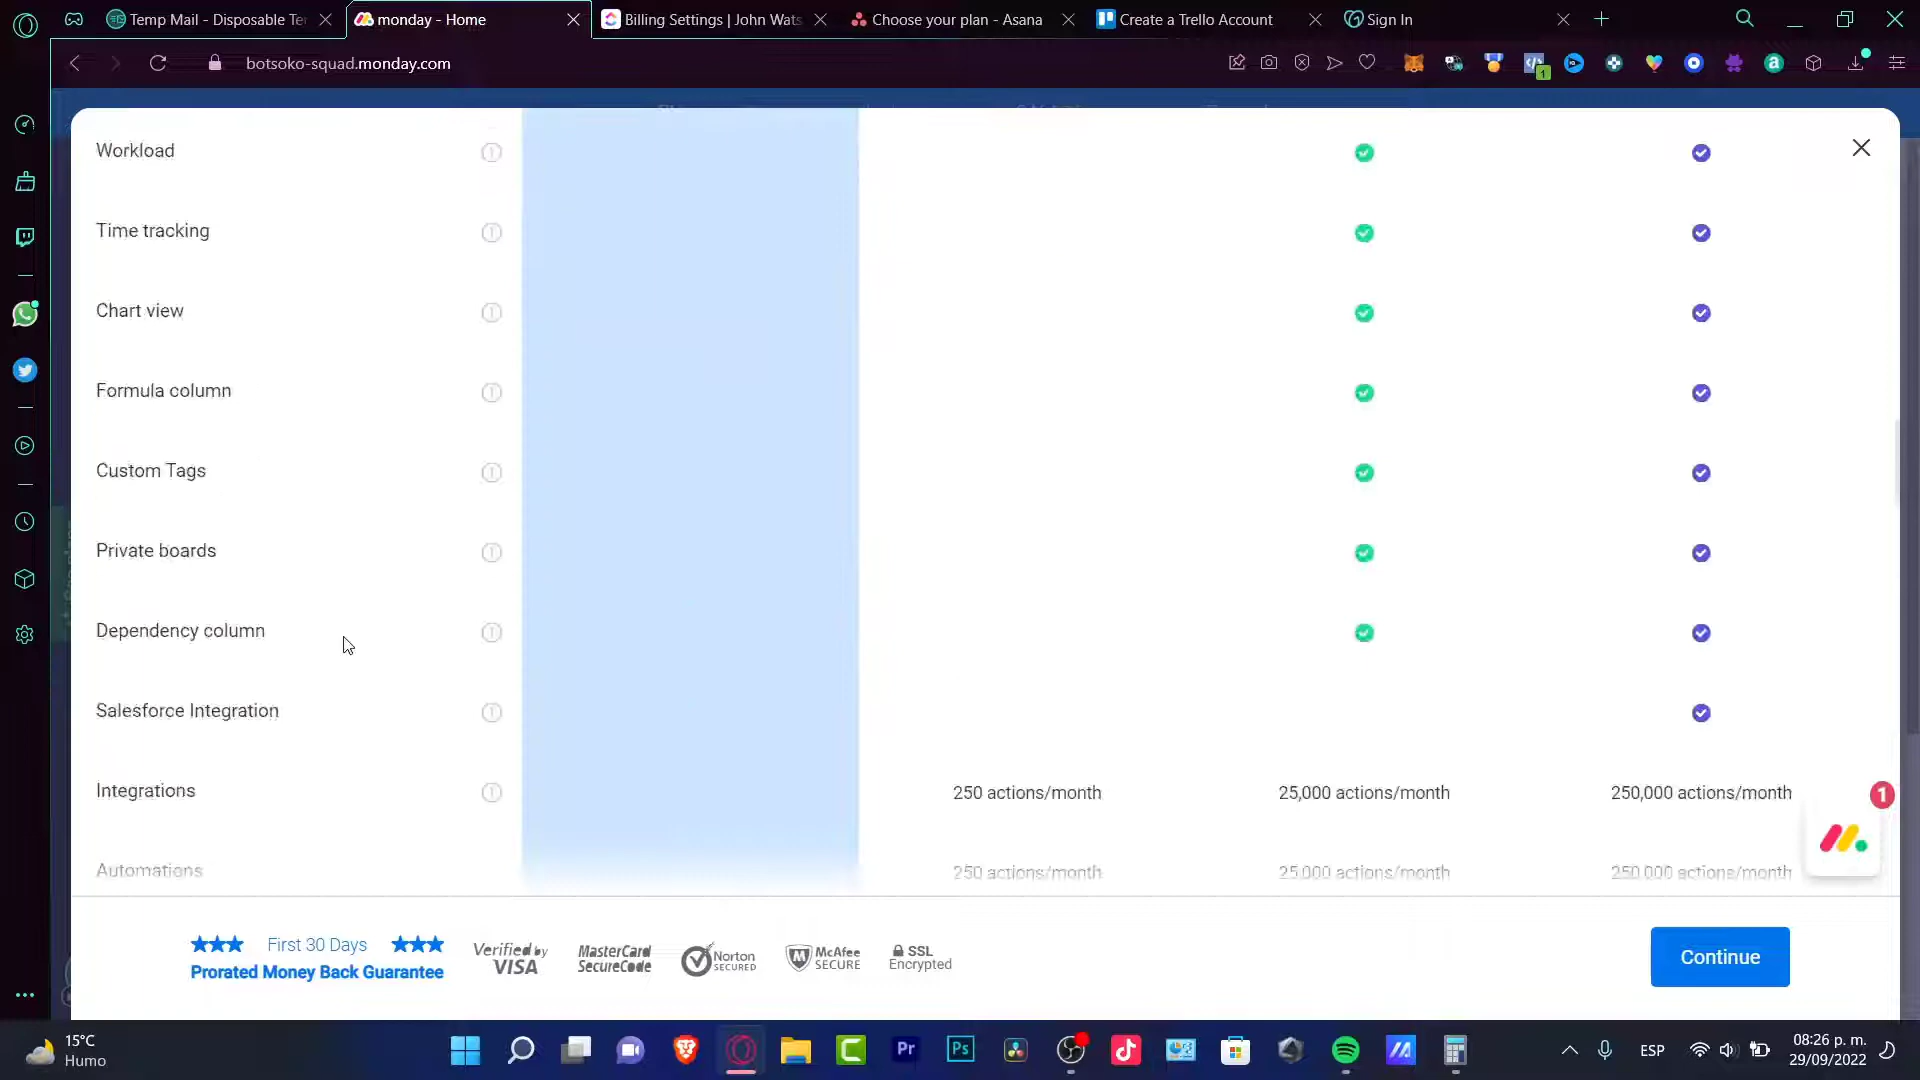 Temp Mail - Disposable Te
monday - Home
Billing Settings | John Wats
Choose your plan - Asana
Create a Trello Account
Sign In
botsoko-squad.monday.com
1
Workload
Time tracking
Chart view
Formula column
Custom Tags
Private boards
Dependency column
Salesforce Integration
Integrations
250 actions/month
25,000 actions/month
250,000 actions/month
1
Automations
250 actions/month
25,000 actions/month
250,000 actions/month
First 30 Days
Prorated Money Back Guarantee
Verified by
VISA
MasterCard
SecureCode
Norton
SECURED
McAfee
SECURE
SSL
Encrypted
Continue
15°C
Humo
Pr
Ps
ESP
08:26 p. m.
29/09/2022